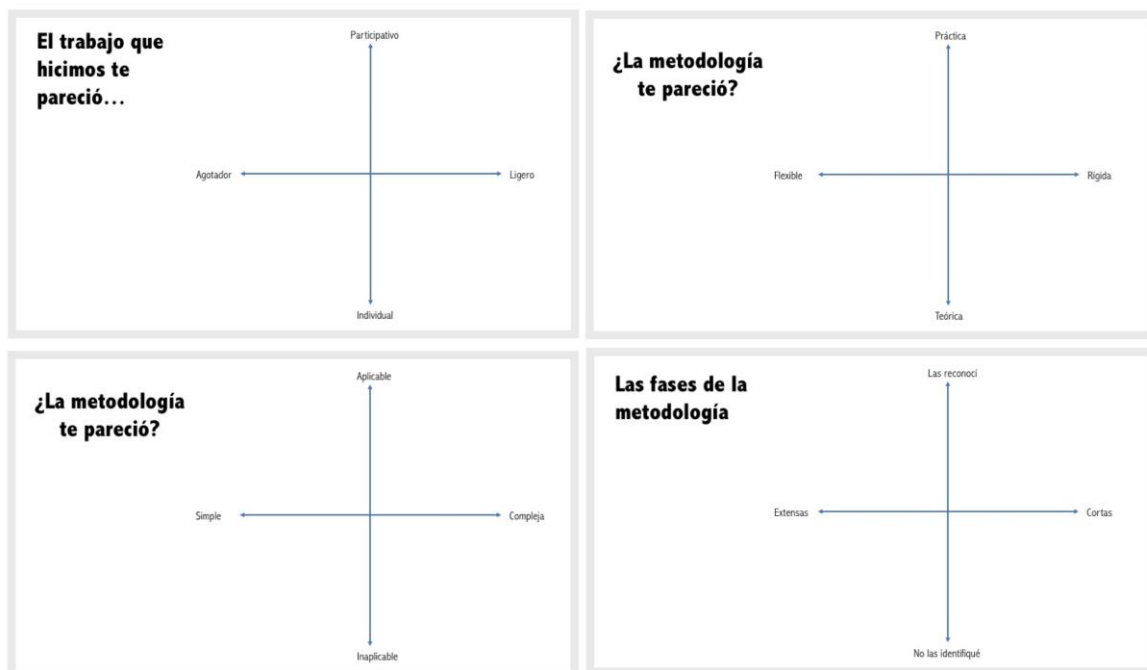 El trabajo que
hicimos te
pareció...
Participativo
Agotador
Ligero
Individual
¿La metodología
te pareció?
Práctica
Flexible
Rígida
Teórica
¿La metodología
te pareció?
Aplicable
Simple
Compleja
Inaplicable
Las fases de la
metodología
Las reconocí
Extensas
Cortas
No las identifiqué